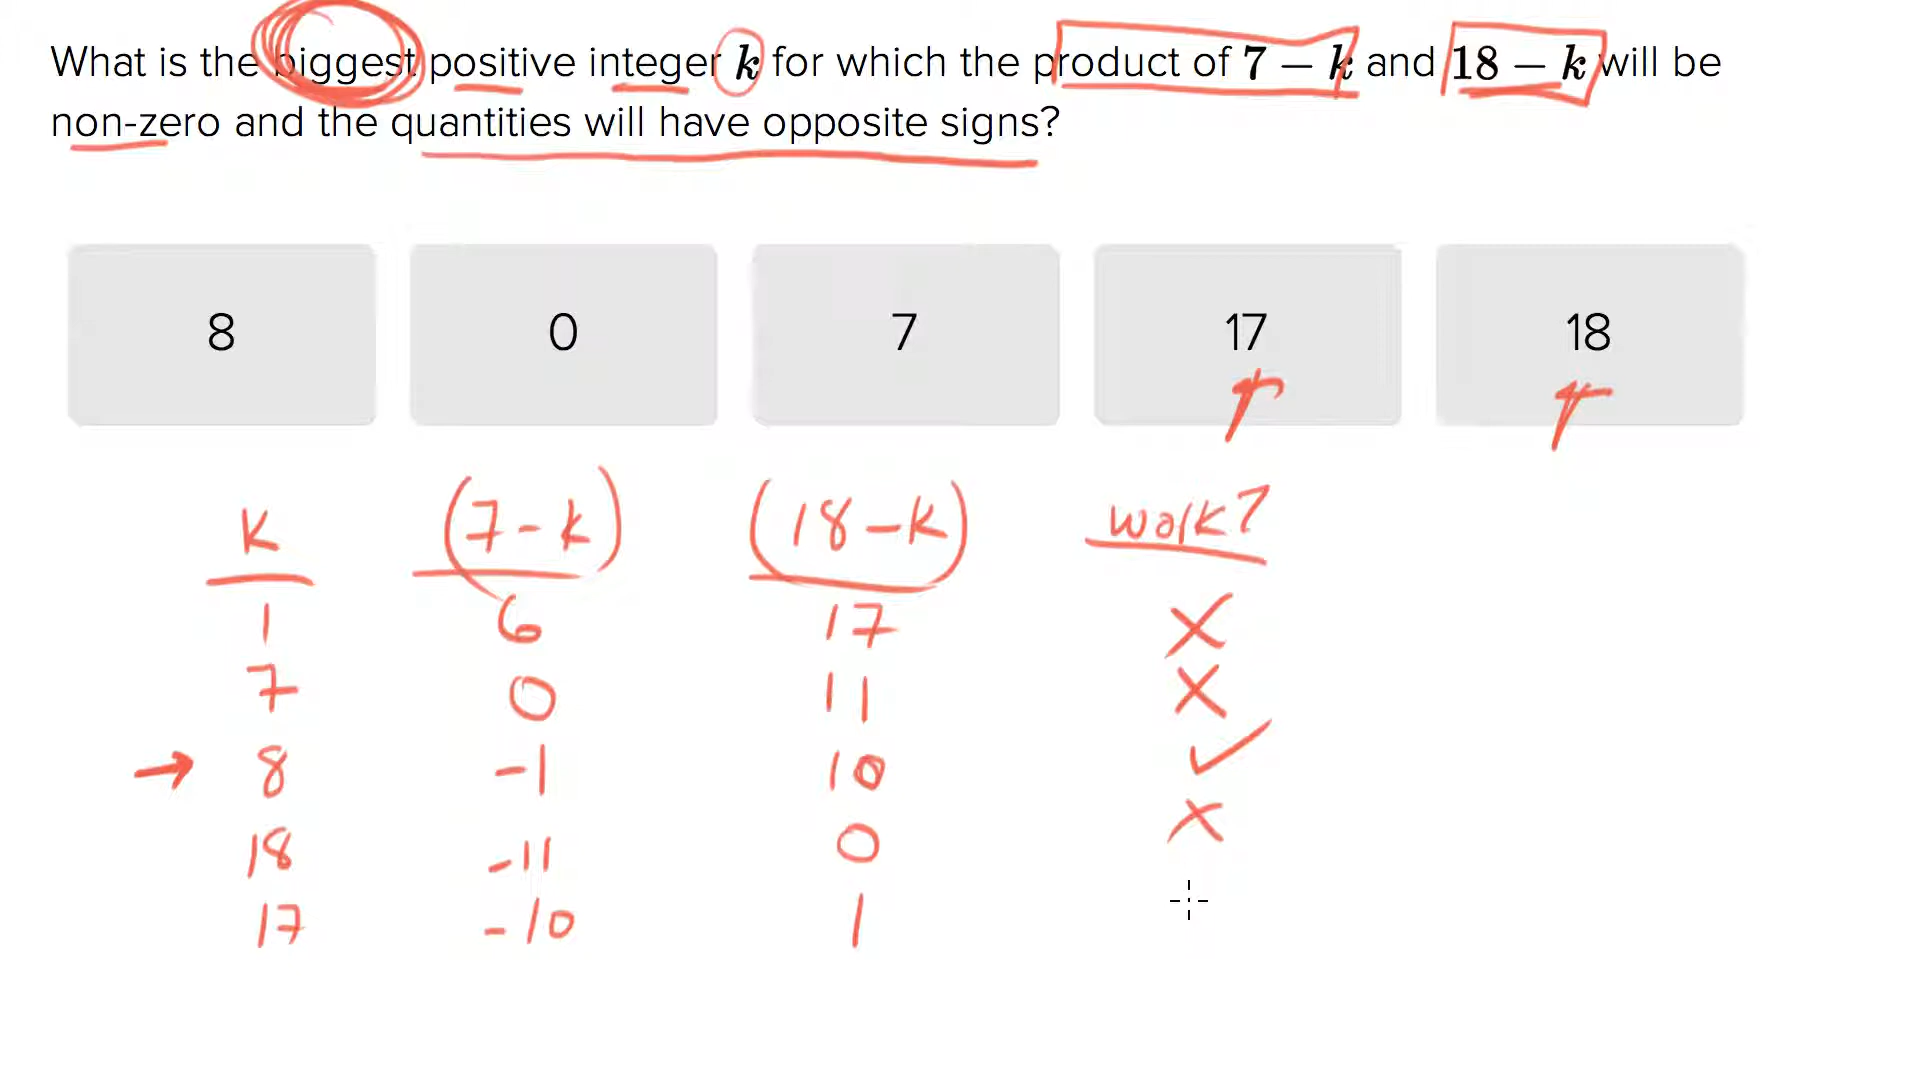 What is the biggest positive integer k for which the product of 7 – k and 18 – k will be
non-zero and the quantities will have opposite signs?
8 0 7 17 18
K (7-k) (18-K) work?
1 6 17 X
7 0 11 X
→ 8 -1 10 ✓
18 -11 0 X
17 -10 1